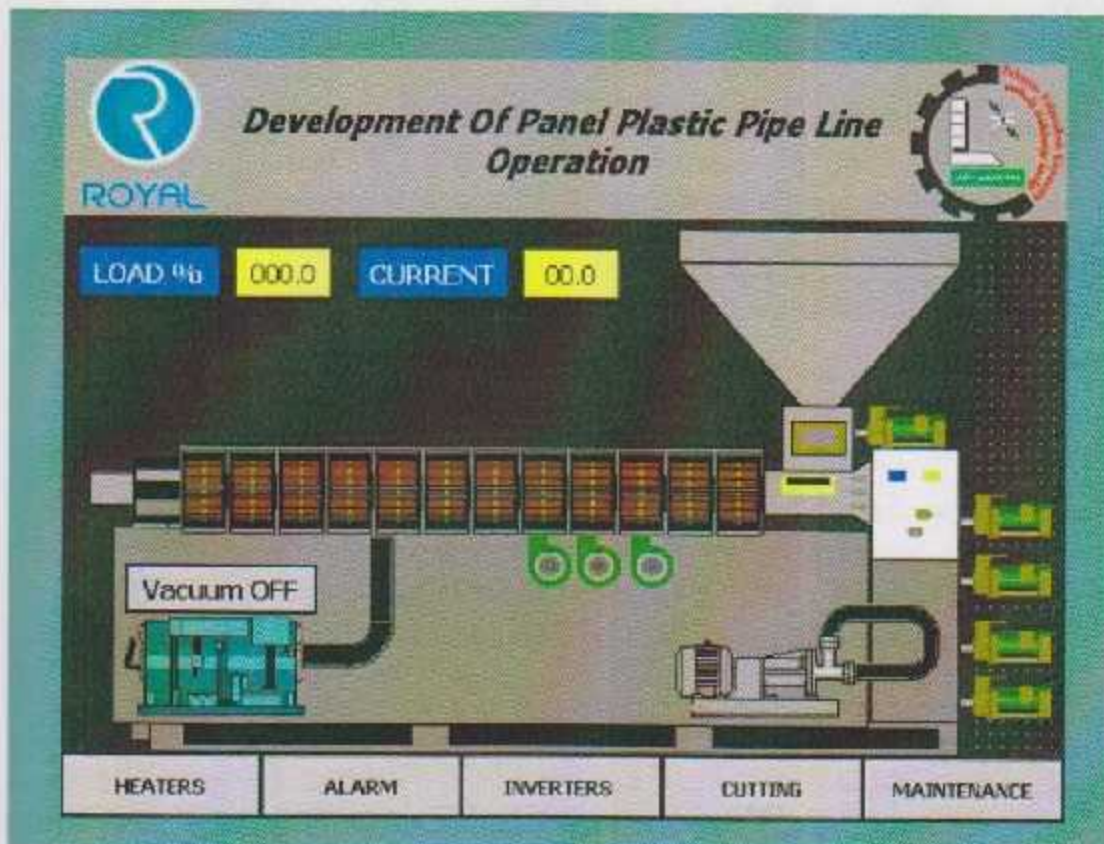 Development Of Panel Plastic Pipe Line
Operation
ROYAL
LOAD % 000.0 CURRENT 00.0
Vacuum OFF
HEATERS ALARM INVERTERS CUTTING MAINTENANCE